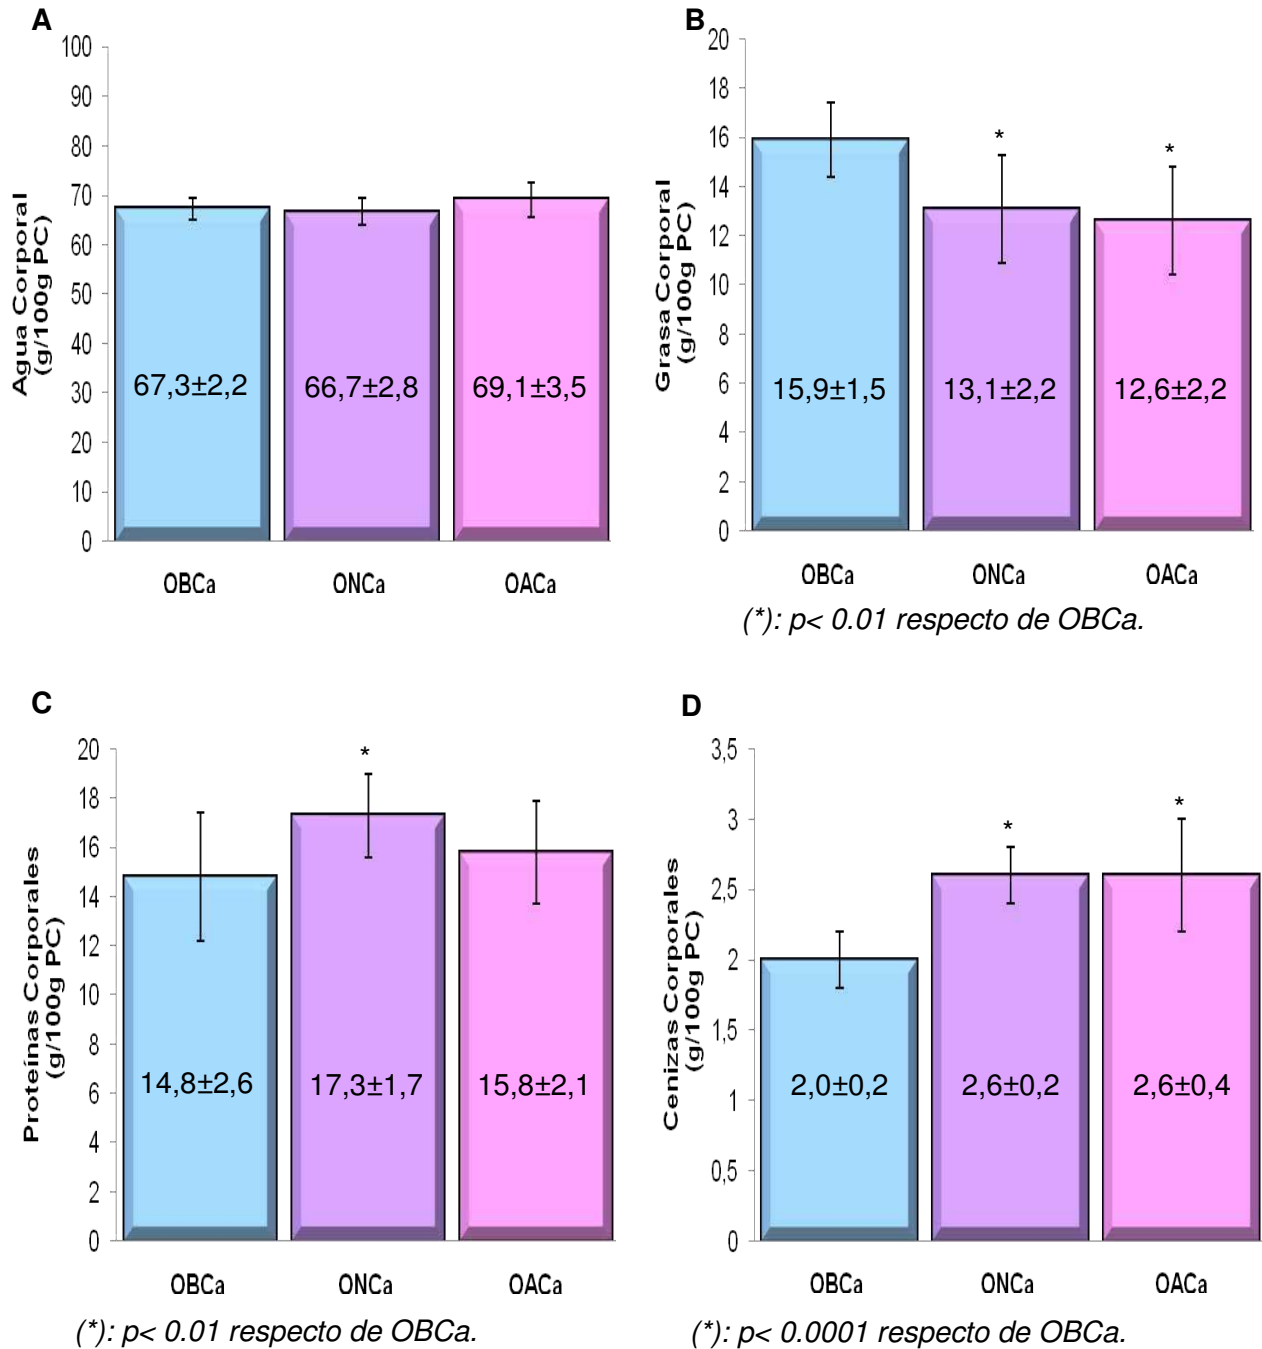 A
Agua Corporal
(g/100g PC)
100
90
80
70
60
50
40
30
20
10
0
67,3±2,2
66,7±2,8
69,1±3,5
OBCa
ONCa
OACa
B
Grasa Corporal
(g/100g PC)
20
18
16
14
12
10
8
6
4
2
0
*
*
15,9±1,5
13,1±2,2
12,6±2,2
OBCa
ONCa
OACa
(*): p< 0.01 respecto de OBCa.
C
Proteínas Corporales
(g/100g PC)
20
18
16
14
12
10
8
6
4
2
0
*
14,8±2,6
17,3±1,7
15,8±2,1
OBCa
ONCa
OACa
(*): p< 0.01 respecto de OBCa.
D
Cenizas Corporales
(g/100g PC)
3,5
3
2,5
2
1,5
1
0,5
0
*
*
2,0±0,2
2,6±0,2
2,6±0,4
OBCa
ONCa
OACa
(*): p< 0.0001 respecto de OBCa.